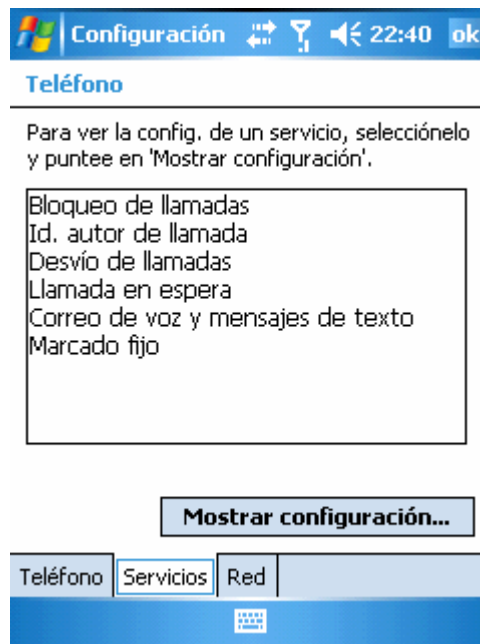 Configuración 22:40 ok
Teléfono
Para ver la config. de un servicio, selecciónelo
y puntee en 'Mostrar configuración'.
Bloqueo de llamadas
Id. autor de llamada
Desvío de llamadas
Llamada en espera
Correo de voz y mensajes de texto
Marcado fijo
Mostrar configuración...
Teléfono Servicios Red